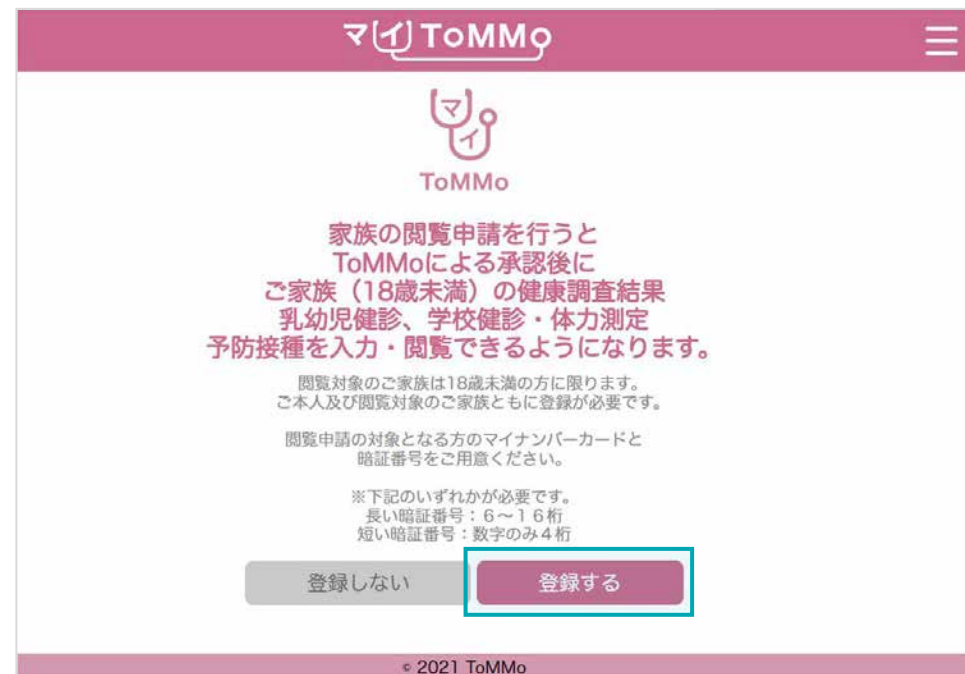 マイ ToMMo
マイ
ToMMo
家族の閲覧申請を行うと
ToMMoによる承認後に
ご家族（18歳未満）の健康調査結果
乳幼児健診、学校健診・体力測定
予防接種を入力・閲覧できるようになります。
閲覧対象のご家族は18歳未満の方に限ります。
ご本人及び閲覧対象のご家族ともに登録が必要です。
閲覧申請の対象となる方のマイナンバーカードと
暗証番号をご用意ください。
※下記のいずれかが必要です。
長い暗証番号：6～16桁
短い暗証番号：数字のみ4桁
登録しない
登録する
© 2021 ToMMo